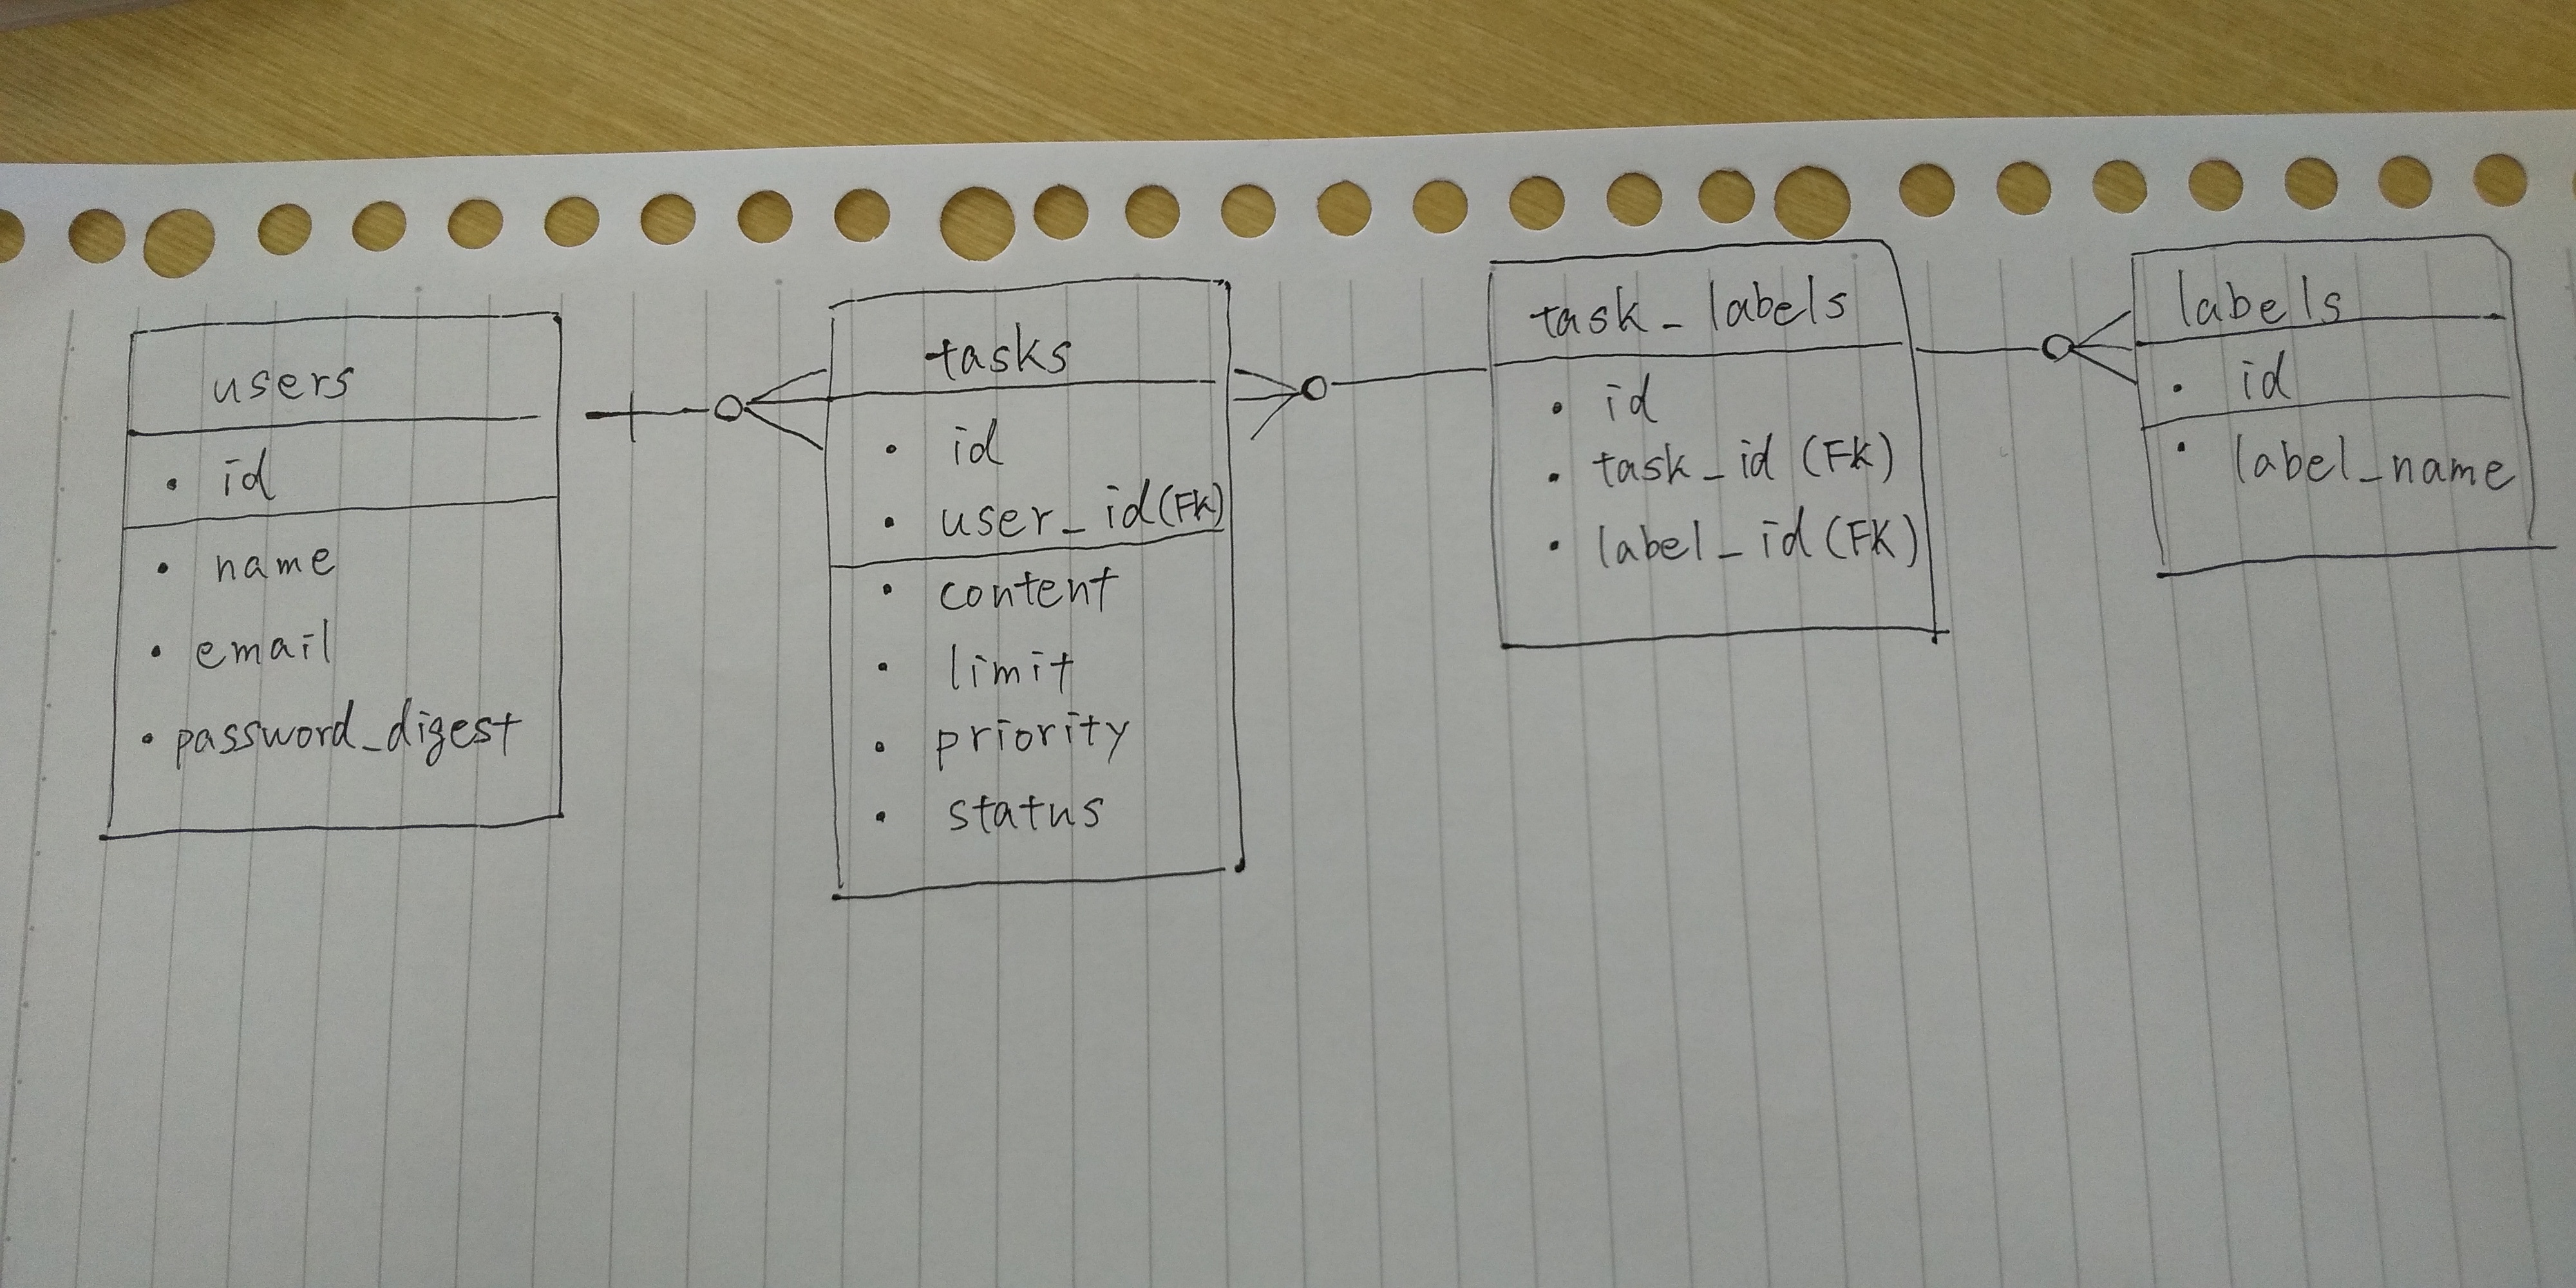 users
id
name
email
password_digest
tasks
id
user_id (FK)
content
limit
priority
status
task_labels
id
task_id (FK)
label_id (FK)
labels
id
label_name